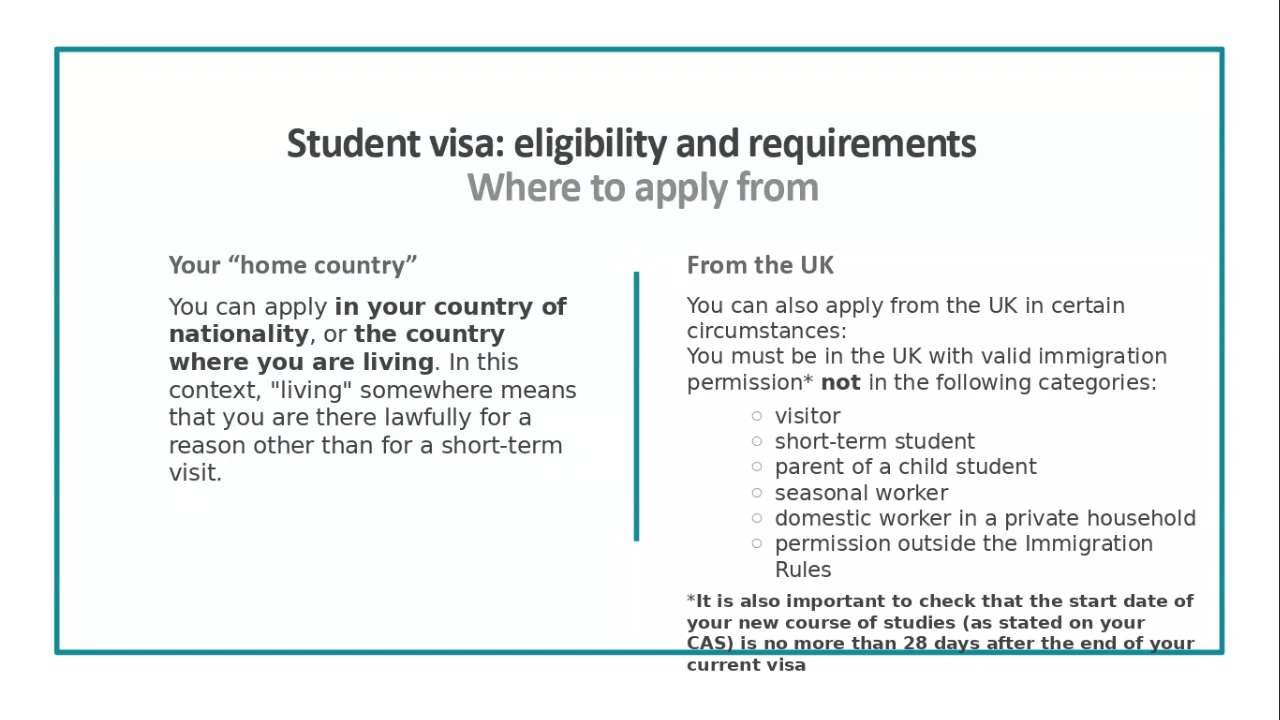 Student visa: eligibility and requirements
Where to apply from
Your “home country”
You can apply in your country of
nationality, or the country
where you are living. In this
context, "living" somewhere means
that you are there lawfully for a
reason other than for a short-term
visit.
From the UK
You can also apply from the UK in certain
circumstances:
You must be in the UK with valid immigration
permission* not in the following categories:
○ visitor
○ short-term student
○ parent of a child student
○ seasonal worker
○ domestic worker in a private household
○ permission outside the Immigration
Rules
*It is also important to check that the start date of
your new course of studies (as stated on your
CAS) is no more than 28 days after the end of your
current visa